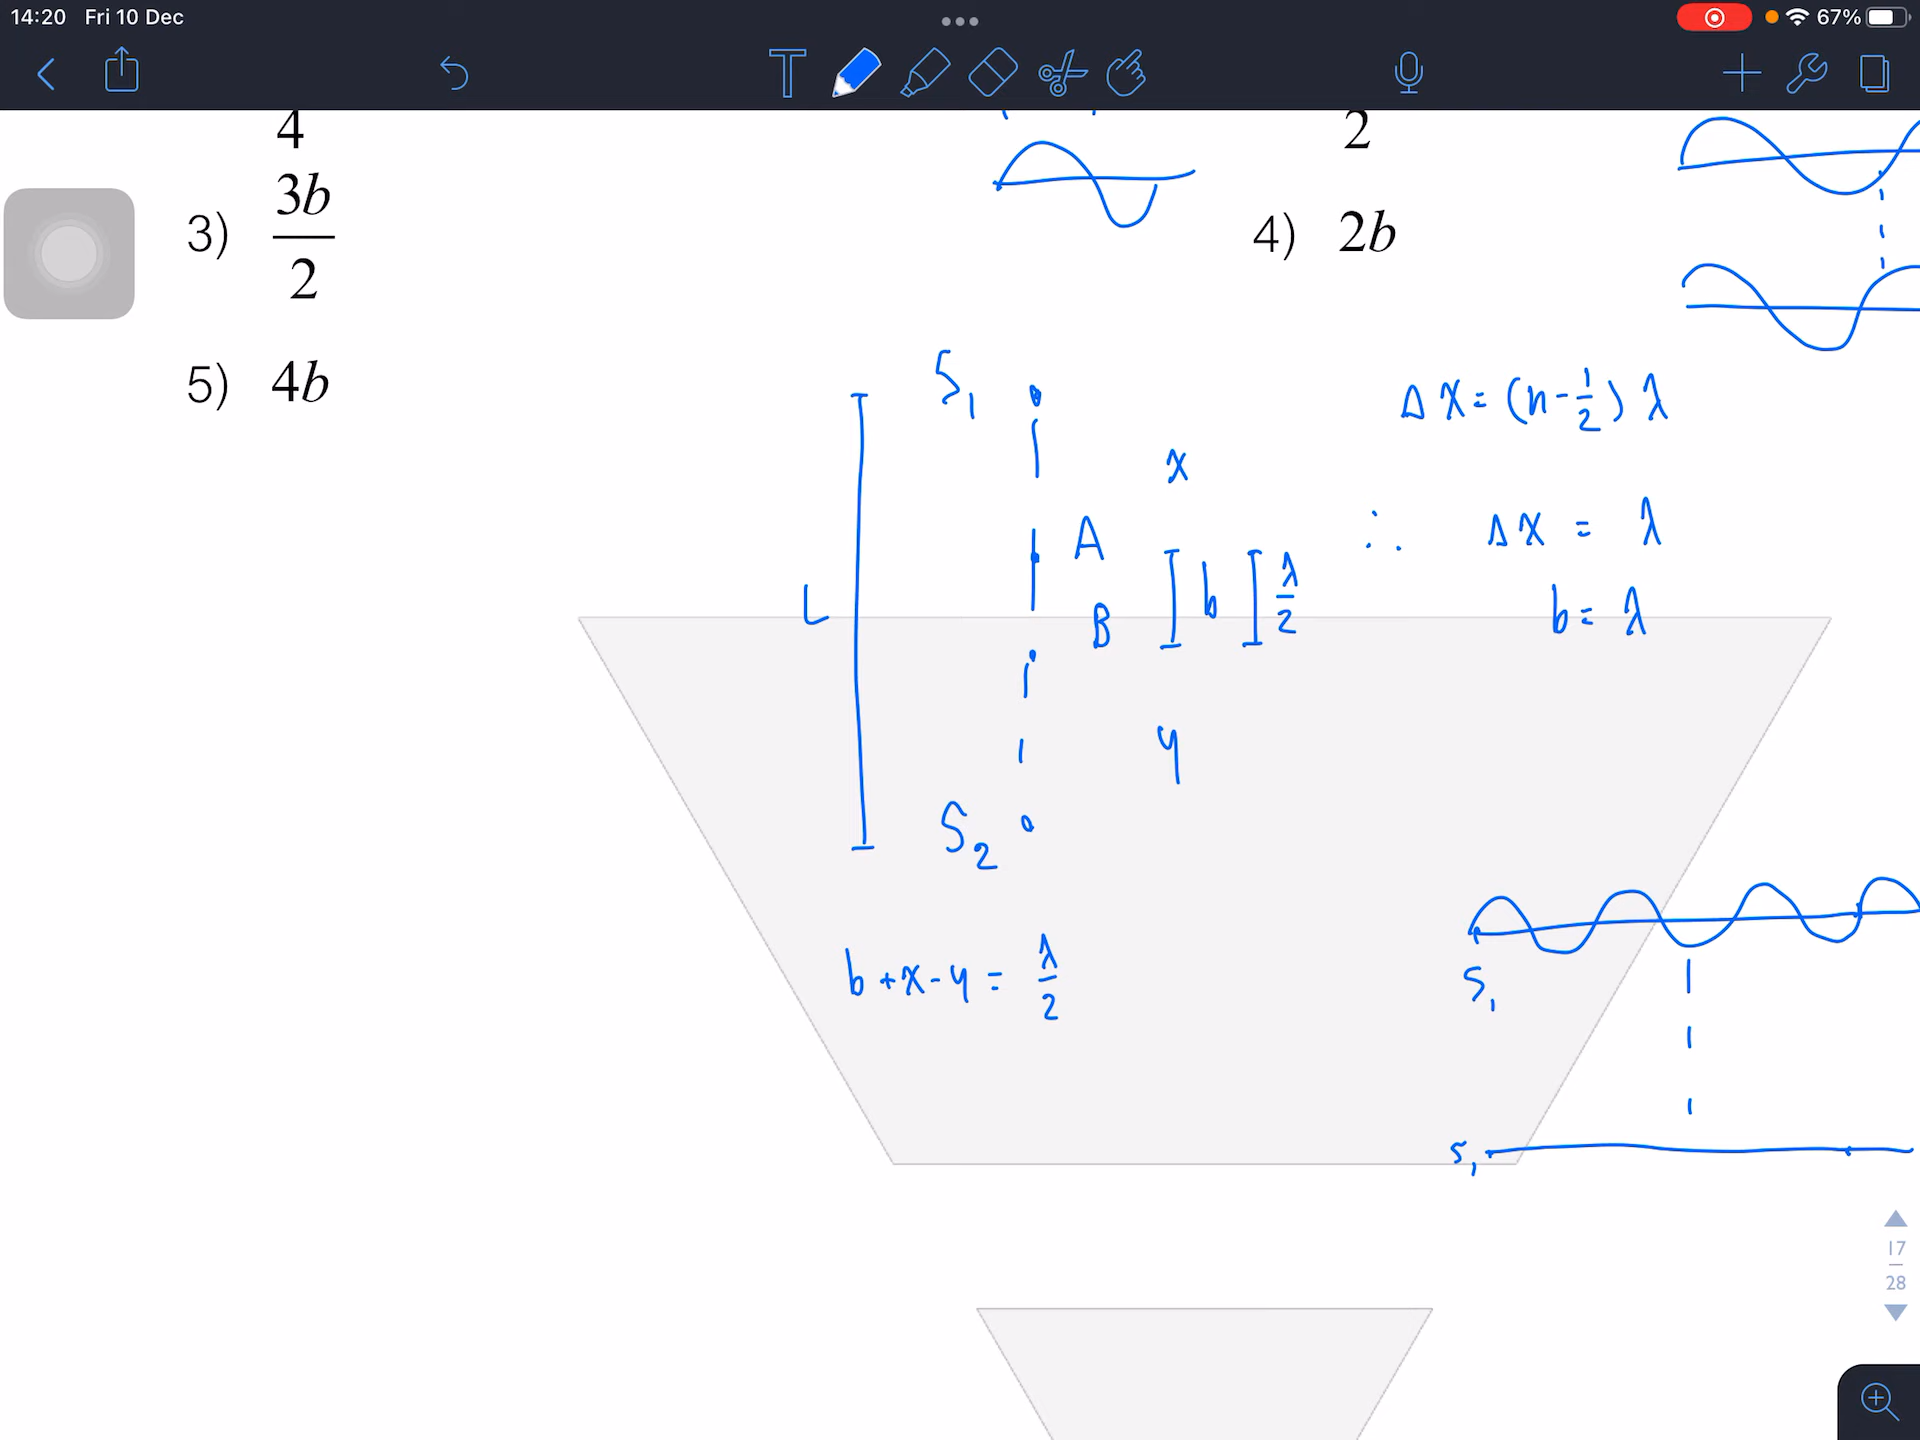 14:20 Fri 10 Dec
67%
4
2
3) 3b/2
4) 2b
5) 4b
S₁
Δx = (n - 1/2) λ
x
A
∴ Δx = λ
L
B
b
λ/2
b = λ
y
S₂
b + x - y = λ/2
S₁
S₁
17
28